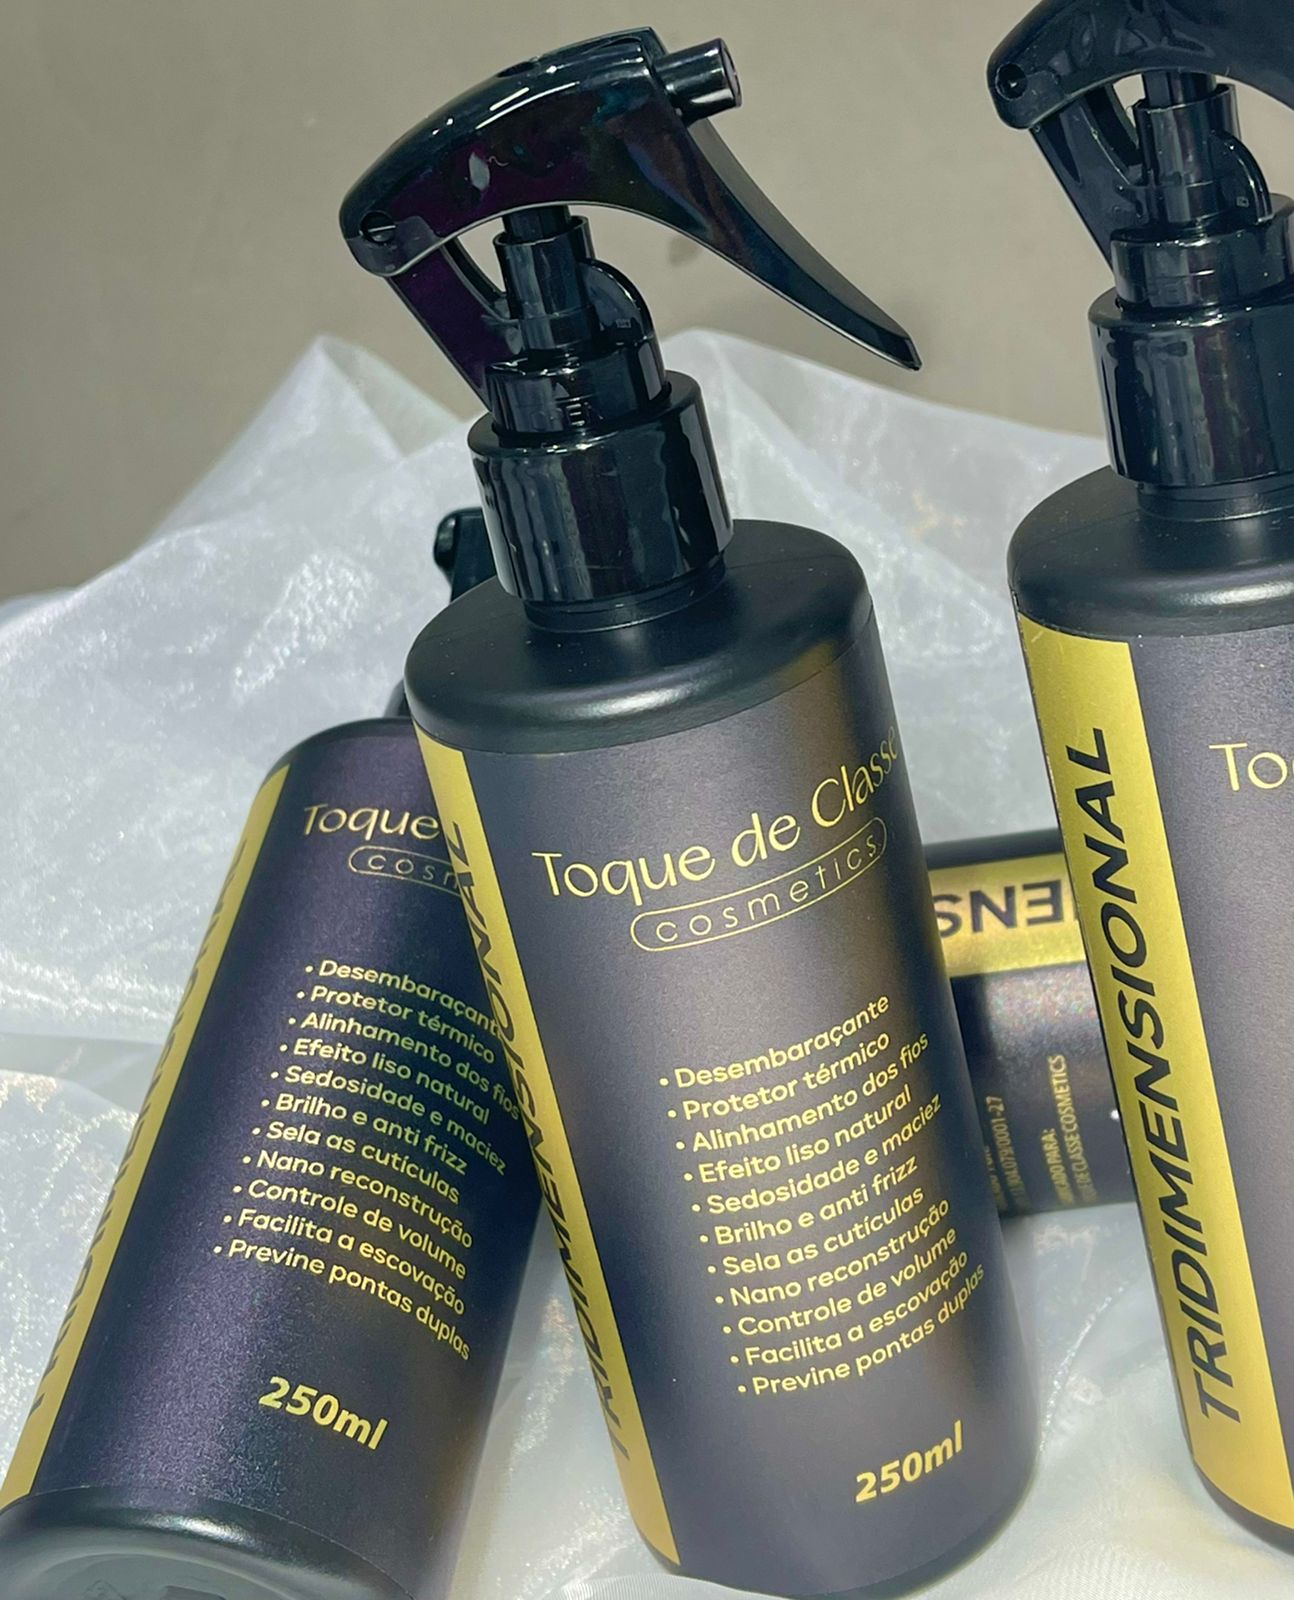 Toque de Classe
cosmetics
• Desembaraçante
• Protetor térmico
• Alinhamento dos fios
• Efeito liso natural
• Sedosidade e maciez
• Brilho e anti frizz
• Sela as cutículas
• Nano reconstrução
• Controle de volume
• Facilita a escovação
• Previne pontas duplas
250ml
TRIDIMENSIONAL
Toque
• Desembaraçante
• Protetor térmico
• Alinhamento dos fios
• Efeito liso natural
• Sedosidade e maciez
• Brilho e anti frizz
• Sela as cutículas
• Nano reconstrução
• Controle de volume
• Facilita a escovação
• Previne pontas duplas
250ml
TRIDIMENSIONAL
PARA:
DE CLASSE COSMETICS